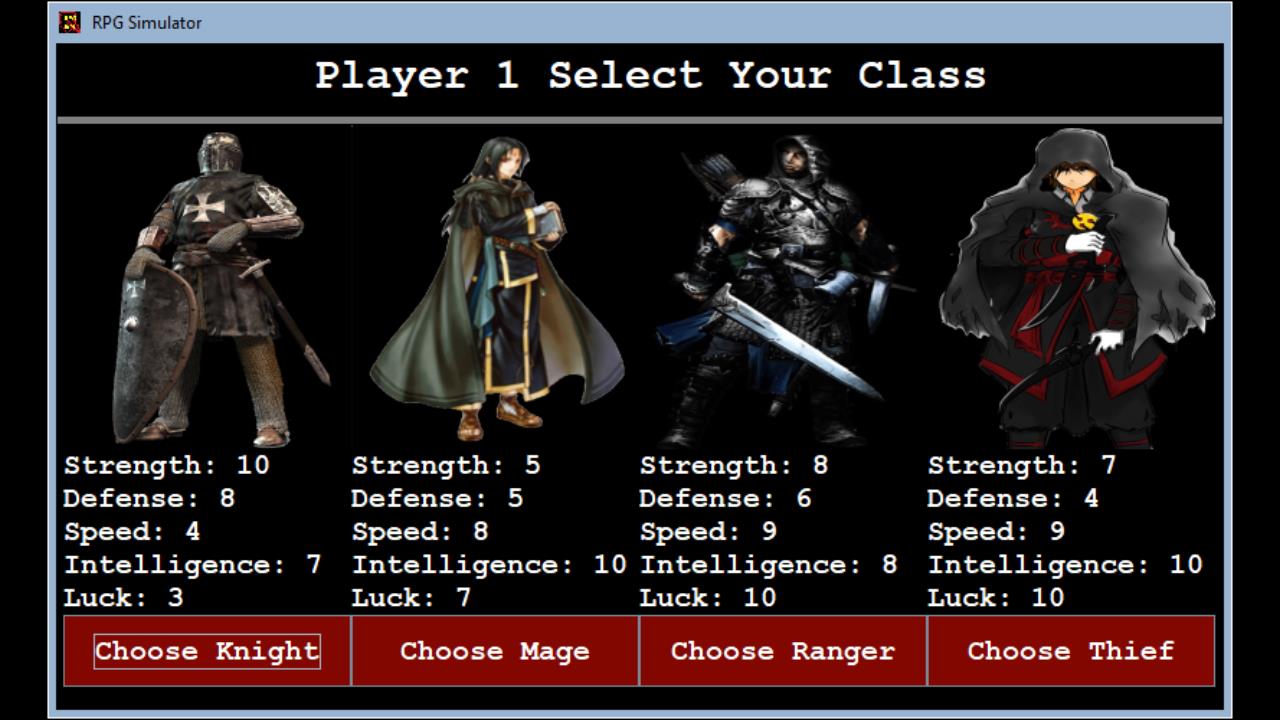 RPG Simulator
Player 1 Select Your Class
Strength: 10
Defense: 8
Speed: 4
Intelligence: 7
Luck: 3
Choose Knight
Strength: 5
Defense: 5
Speed: 8
Intelligence: 10
Luck: 7
Choose Mage
Strength: 8
Defense: 6
Speed: 9
Intelligence: 8
Luck: 10
Choose Ranger
Strength: 7
Defense: 4
Speed: 9
Intelligence: 10
Luck: 10
Choose Thief